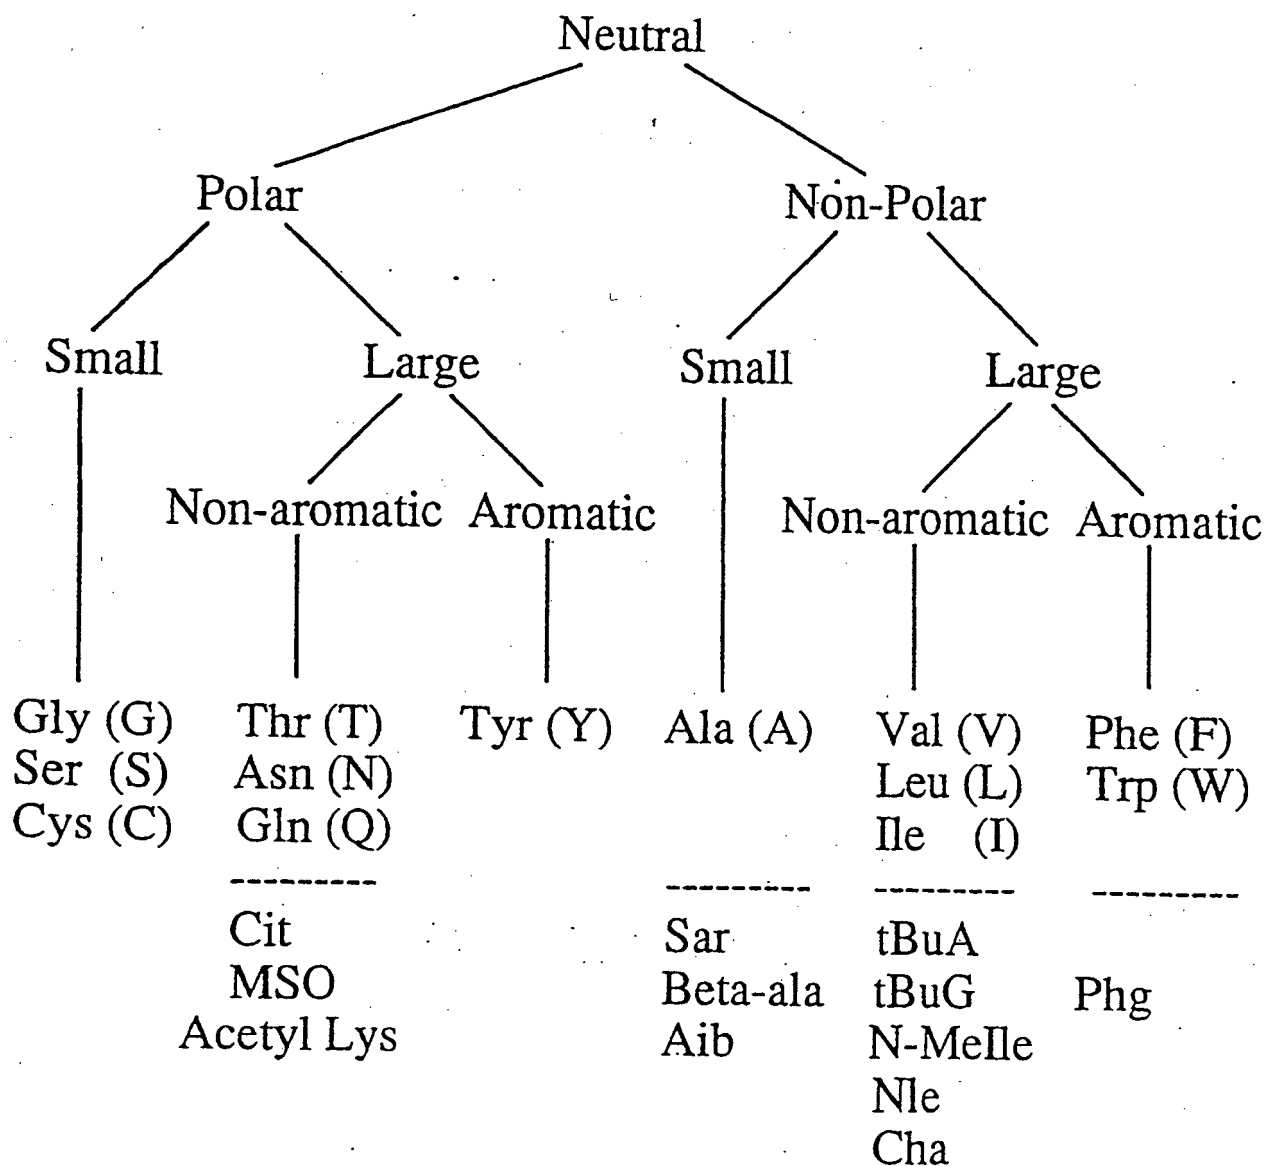 Neutral
Polar
Non-Polar
Small
Large
Small
Large
Non-aromatic
Aromatic
Non-aromatic
Aromatic
Gly (G)
Ser (S)
Cys (C)
Thr (T)
Asn (N)
Gln (Q)
---------
Cit
MSO
Acetyl Lys
Tyr (Y)
Ala (A)
---------
Sar
Beta-ala
Aib
Val (V)
Leu (L)
Ile (I)
---------
tBuA
tBuG
N-MeIle
Nle
Cha
Phe (F)
Trp (W)
---------
Phg